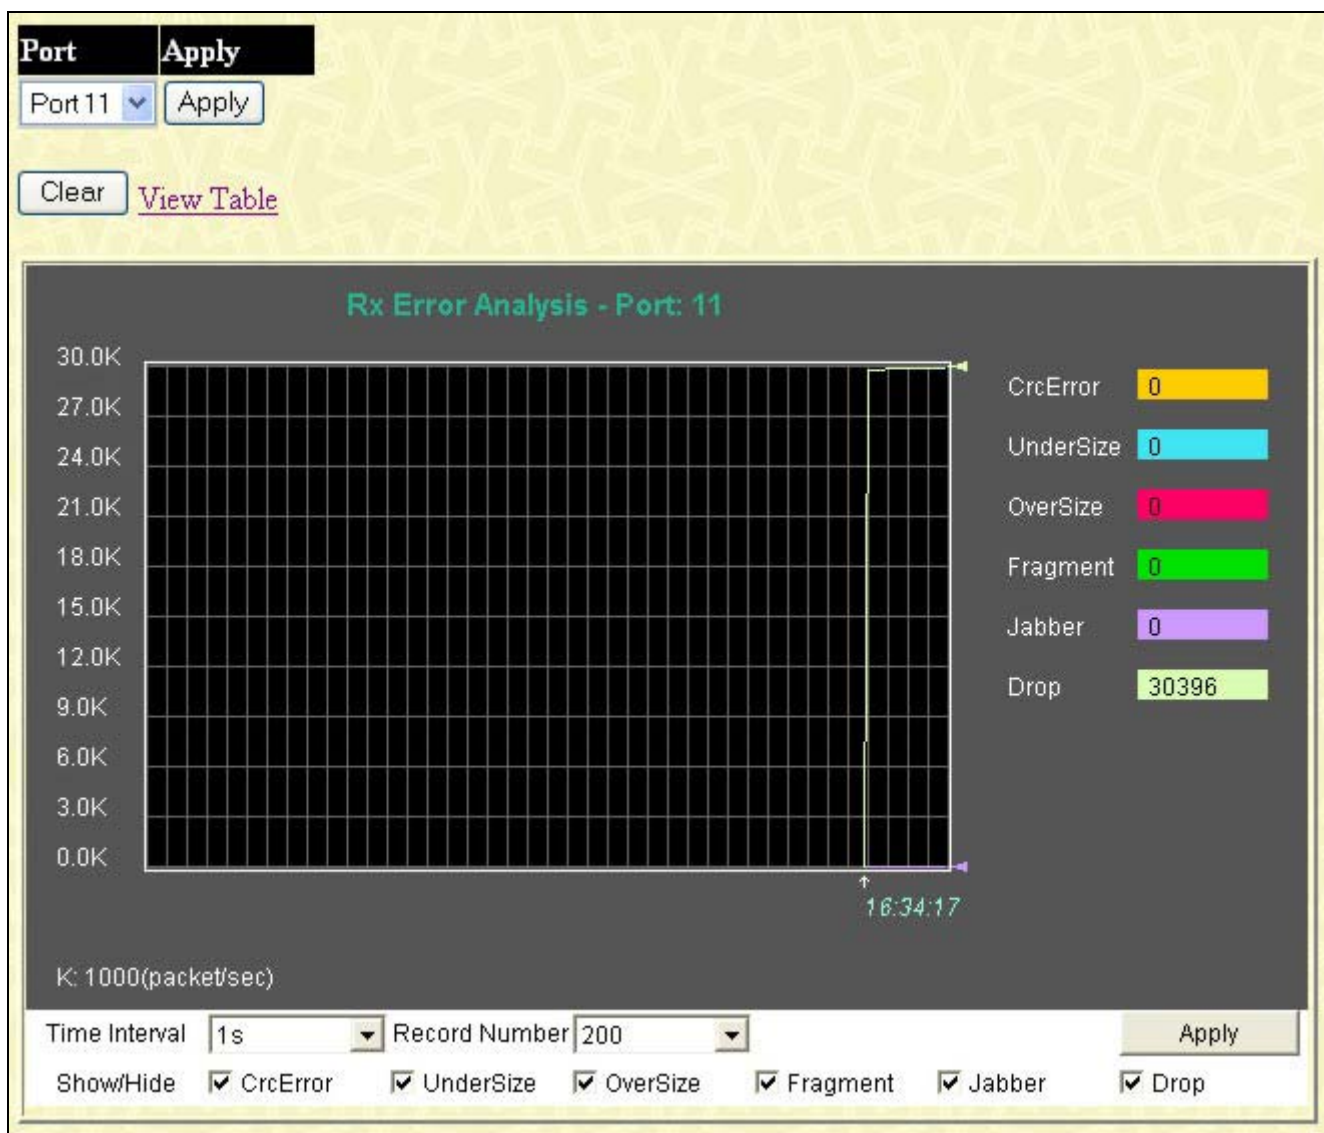 Port Apply
Port 11 Apply
Clear View Table
Rx Error Analysis - Port: 11
30.0K
27.0K
24.0K
21.0K
18.0K
15.0K
12.0K
9.0K
6.0K
3.0K
0.0K
16:34:17
K: 1000(packet/sec)
CrcError 0
UnderSize 0
OverSize 0
Fragment 0
Jabber 0
Drop 30396
Time Interval 1s Record Number 200 Apply
Show/Hide CrcError UnderSize OverSize Fragment Jabber Drop